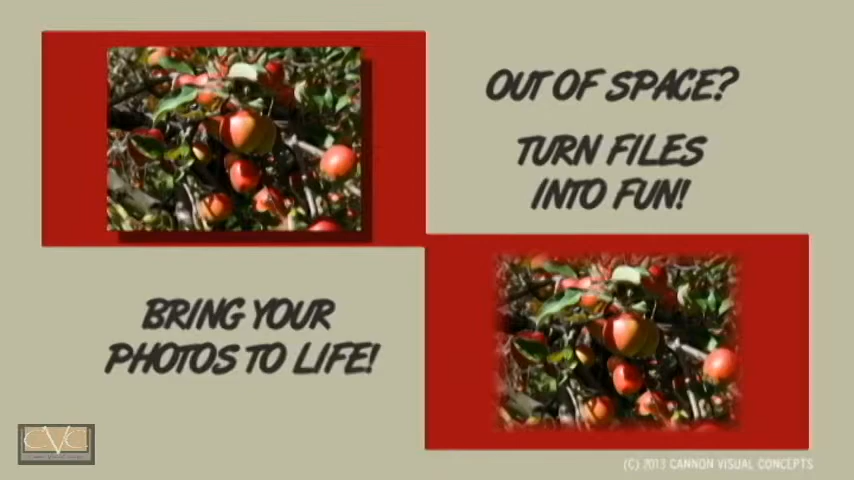 OUT OF SPACE?
TURN FILES
INTO FUN!
BRING YOUR
PHOTOS TO LIFE!
CVC
(C) 2013 CANNON VISUAL CONCEPTS